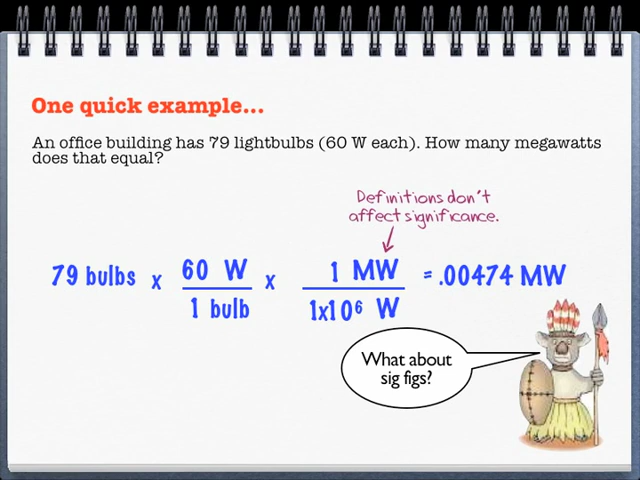 One quick example...
An office building has 79 lightbulbs (60 W each). How many megawatts
does that equal?
Definitions don't
affect significance.
79 bulbs x 60 W x 1 MW = .00474 MW
1 bulb 1x10⁶ W
What about
sig figs?